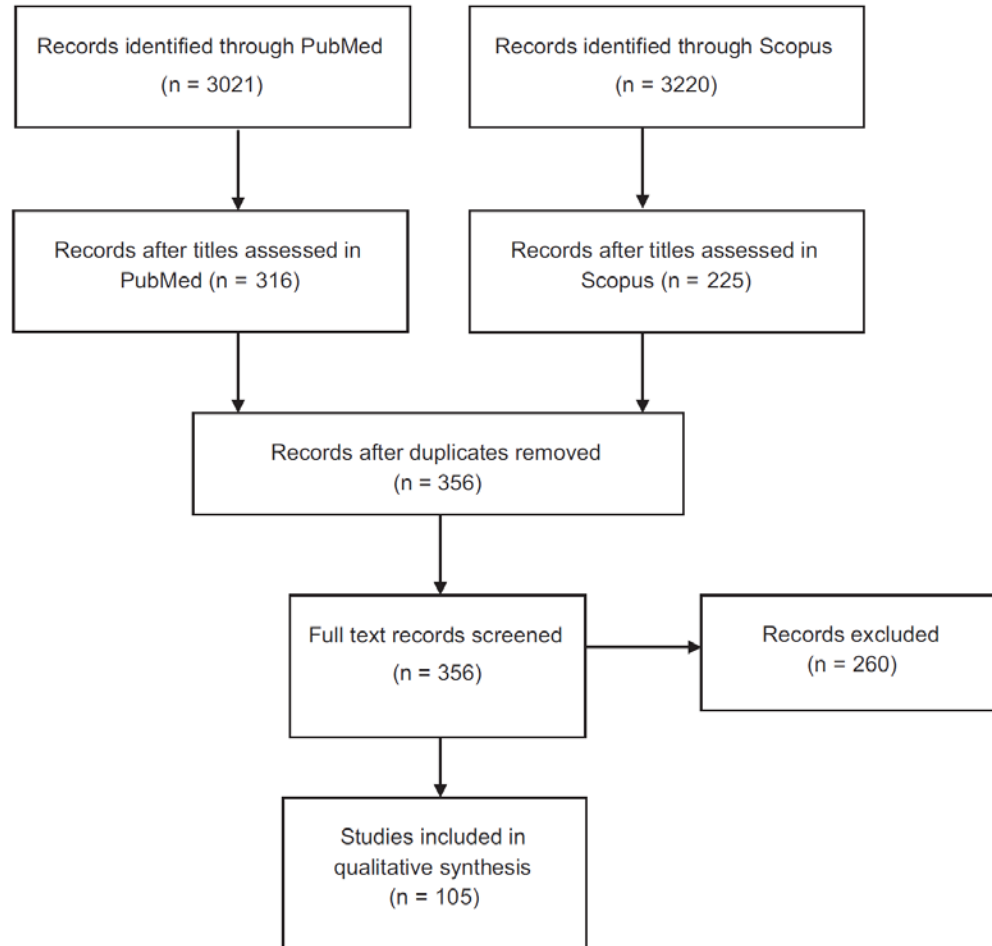 Records identified through PubMed
(n = 3021)
Records identified through Scopus
(n = 3220)
Records after titles assessed in
PubMed (n = 316)
Records after titles assessed in
Scopus (n = 225)
Records after duplicates removed
(n = 356)
Full text records screened
(n = 356)
Records excluded
(n = 260)
Studies included in
qualitative synthesis
(n = 105)